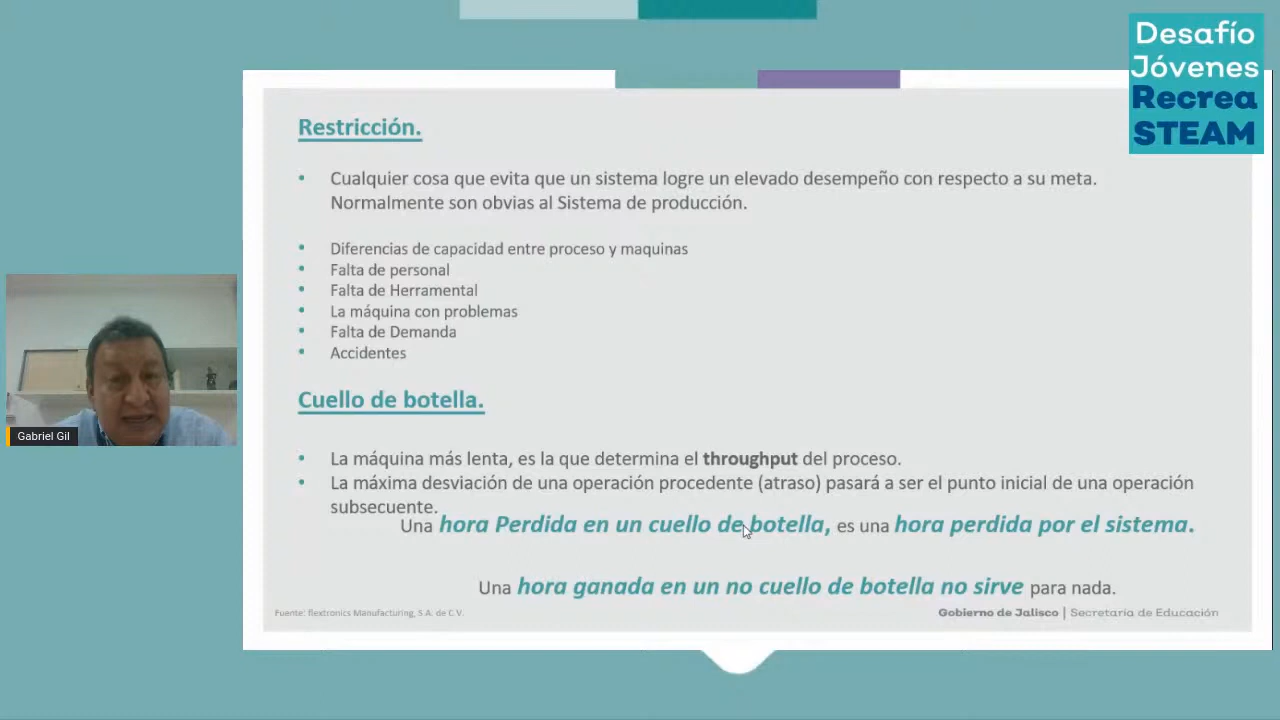 Desafío
Jóvenes
Recrea
STEAM
Restricción.
• Cualquier cosa que evita que un sistema logre un elevado desempeño con respecto a su meta.
Normalmente son obvias al Sistema de producción.
• Diferencias de capacidad entre proceso y maquinas
• Falta de personal
• Falta de Herramental
• La máquina con problemas
• Falta de Demanda
• Accidentes
Cuello de botella.
• La máquina más lenta, es la que determina el throughput del proceso.
• La máxima desviación de una operación procedente (atraso) pasará a ser el punto inicial de una operación
subsecuente.
Una hora Perdida en un cuello de botella, es una hora perdida por el sistema.
Una hora ganada en un no cuello de botella no sirve para nada.
Fuente: flextronics Manufacturing, S.A. de C.V.
Gobierno de Jalisco | Secretaría de Educación
Gabriel Gil